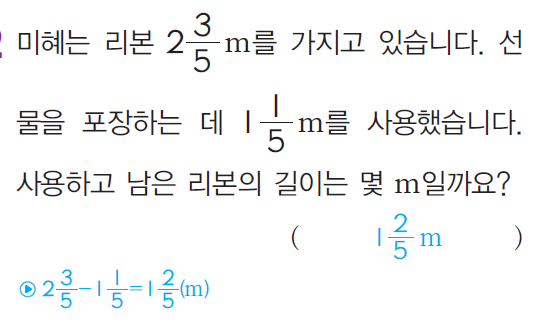 미혜는 리본 2 3/5 m를 가지고 있습니다. 선
물을 포장하는 데 1 1/5 m를 사용했습니다.
사용하고 남은 리본의 길이는 몇 m일까요?
( 1 2/5 m )
▶ 2 3/5 - 1 1/5 = 1 2/5 (m)